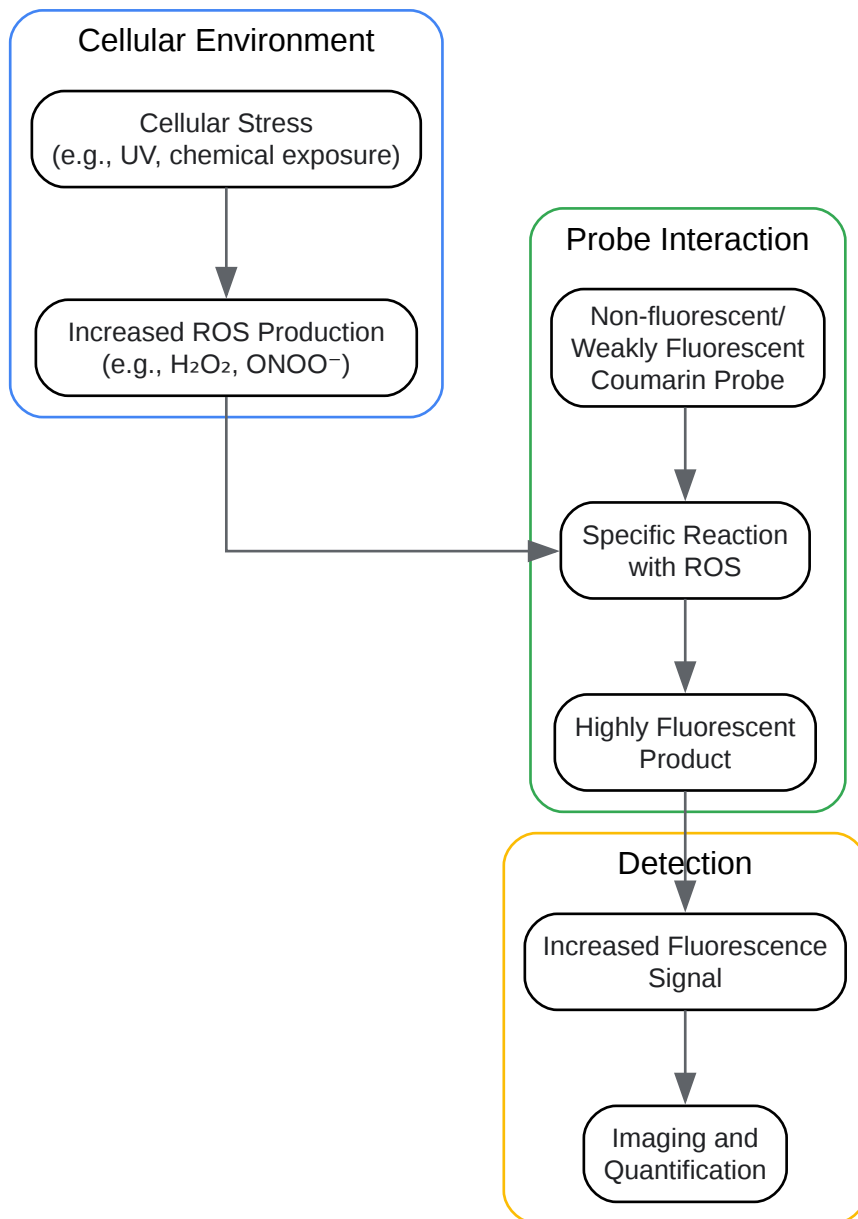 Cellular Environment
Cellular Stress
(e.g., UV, chemical exposure)
Increased ROS Production
(e.g., H₂O₂, ONOO⁻)
Probe Interaction
Non-fluorescent/
Weakly Fluorescent
Coumarin Probe
Specific Reaction
with ROS
Highly Fluorescent
Product
Detection
Increased Fluorescence
Signal
Imaging and
Quantification